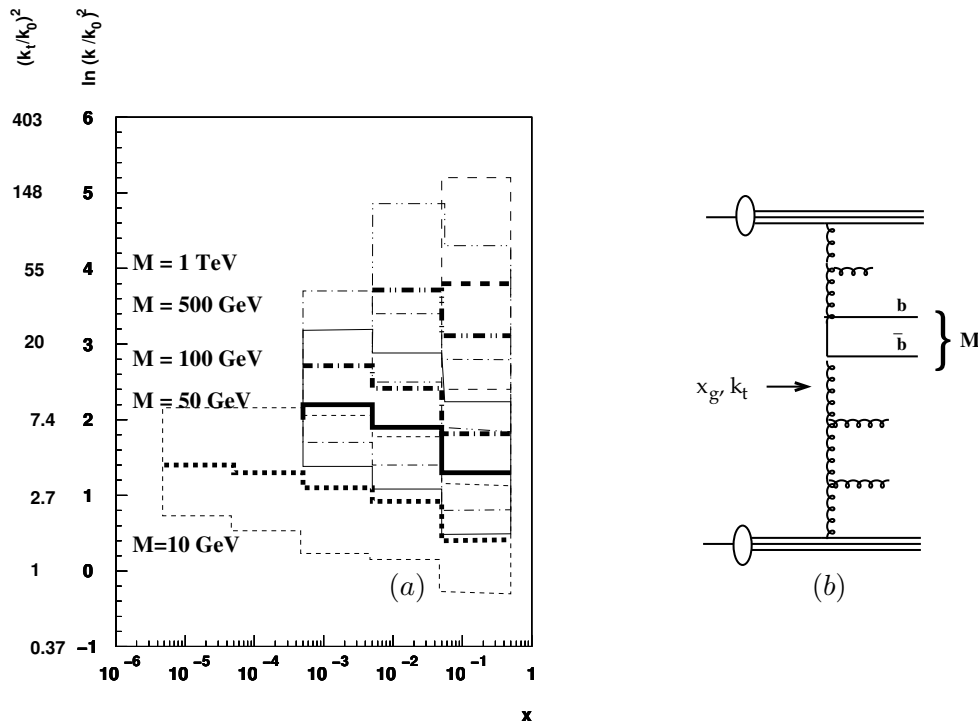 (k_t/k_0)^2
ln (k /k_0)^2
403
148
55
20
7.4
2.7
1
0.37
6
5
4
3
2
1
0
−1
M = 1 TeV
M = 500 GeV
M = 100 GeV
M = 50 GeV
M=10 GeV
(a)
10^−6 10^−5 10^−4 10^−3 10^−2 10^−1 1
x
b
b̄
} M
x_g, k_t
(b)